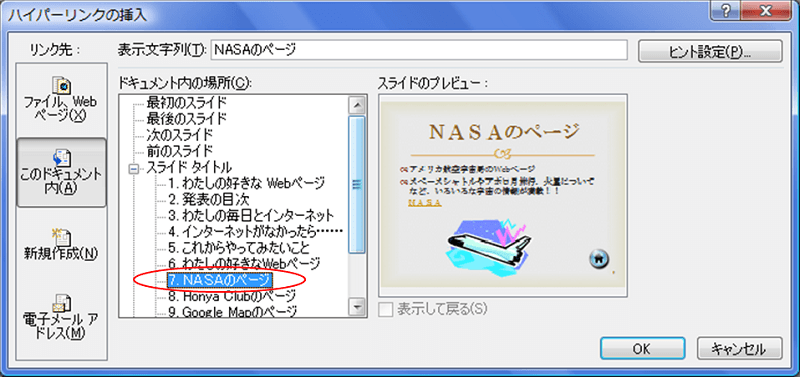 ハイパーリンクの挿入
リンク先：
表示文字列(T)：
NASAのページ
ヒント設定(P)...
ファイル、Web
ページ(X)
このドキュメント
内(A)
新規作成(N)
電子メール ア
ドレス(M)
ドキュメント内の場所(C)：
最初のスライド
最後のスライド
次のスライド
前のスライド
スライド タイトル
1. わたしの好きな Webページ
2. 発表の目次
3. わたしの毎日とインターネット
4. インターネットがなかったら……
5. これからやってみたいこと
6. わたしの好きなWebページ
7. NASAのページ
8. Honya Clubのページ
9. Google Mapのページ
スライドのプレビュー：
ＮＡＳＡのページ
アメリカ航空宇宙局のWebページ
スペースシャトルやアポロ月旅行、火星について
など、いろいろな宇宙の情報が満載！！
ＮＡＳＡ
表示して戻る(S)
OK
キャンセル